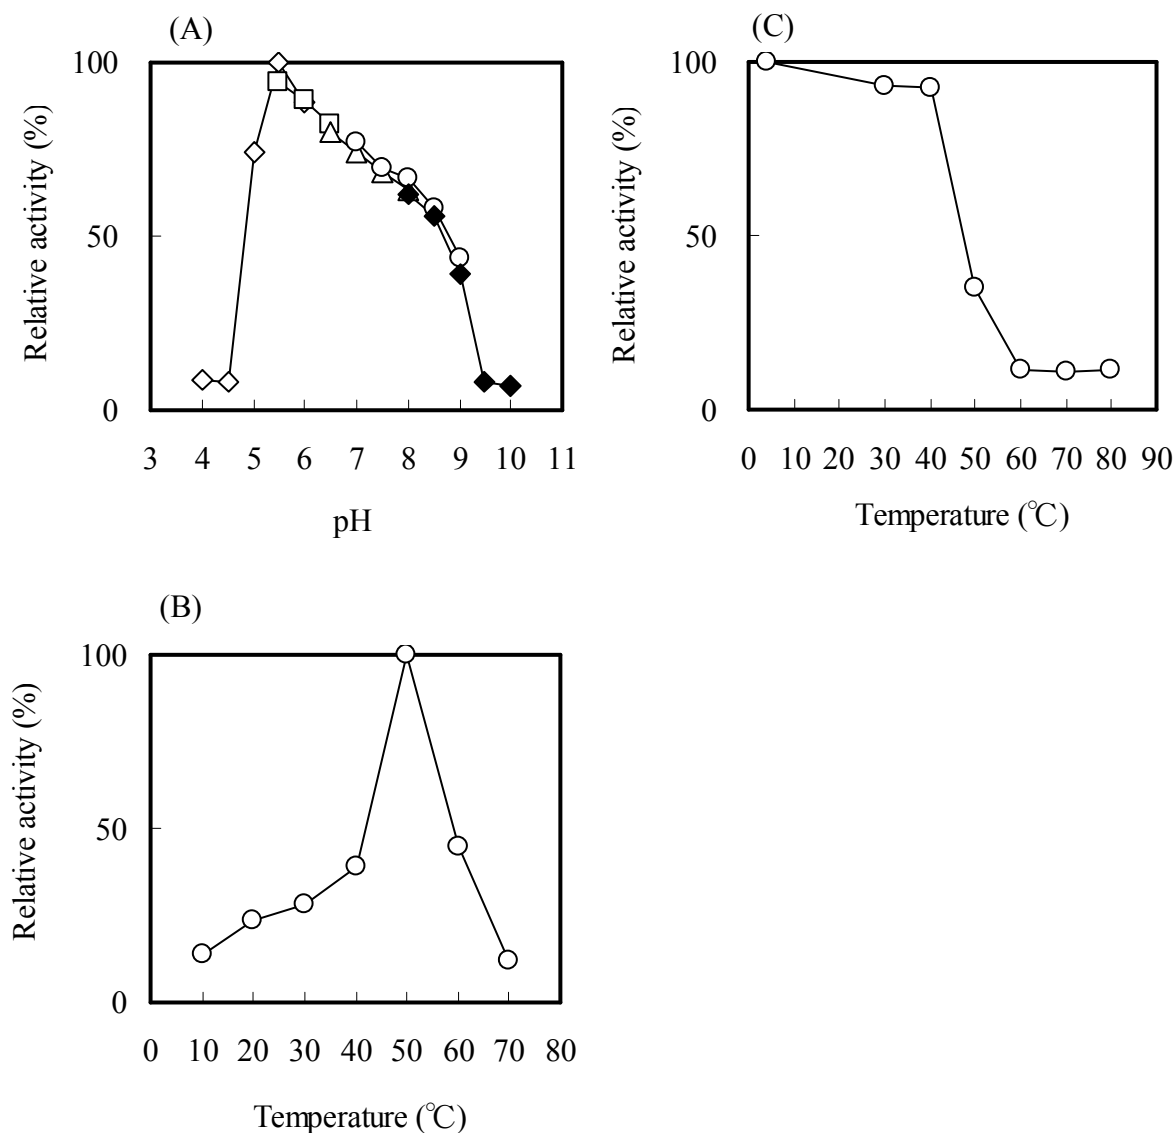 (A)
Relative activity (%)
100
50
0
3 4 5 6 7 8 9 10 11
pH
(C)
Relative activity (%)
100
50
0
0 10 20 30 40 50 60 70 80 90
Temperature (℃)
(B)
Relative activity (%)
100
50
0
0 10 20 30 40 50 60 70 80
Temperature (℃)